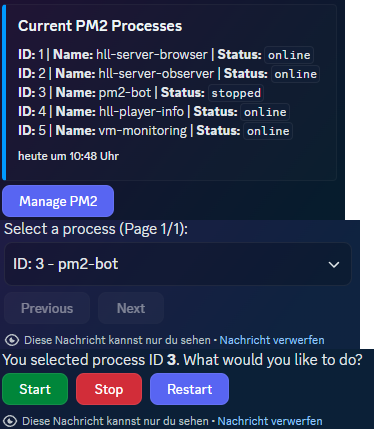 Current PM2 Processes
ID: 1 | Name: hll-server-browser | Status: online
ID: 2 | Name: hll-server-observer | Status: online
ID: 3 | Name: pm2-bot | Status: stopped
ID: 4 | Name: hll-player-info | Status: online
ID: 5 | Name: vm-monitoring | Status: online
heute um 10:48 Uhr
Manage PM2
Select a process (Page 1/1):
ID: 3 - pm2-bot
Previous Next
Diese Nachricht kannst nur du sehen • Nachricht verwerfen
You selected process ID 3. What would you like to do?
Start Stop Restart
Diese Nachricht kannst nur du sehen • Nachricht verwerfen